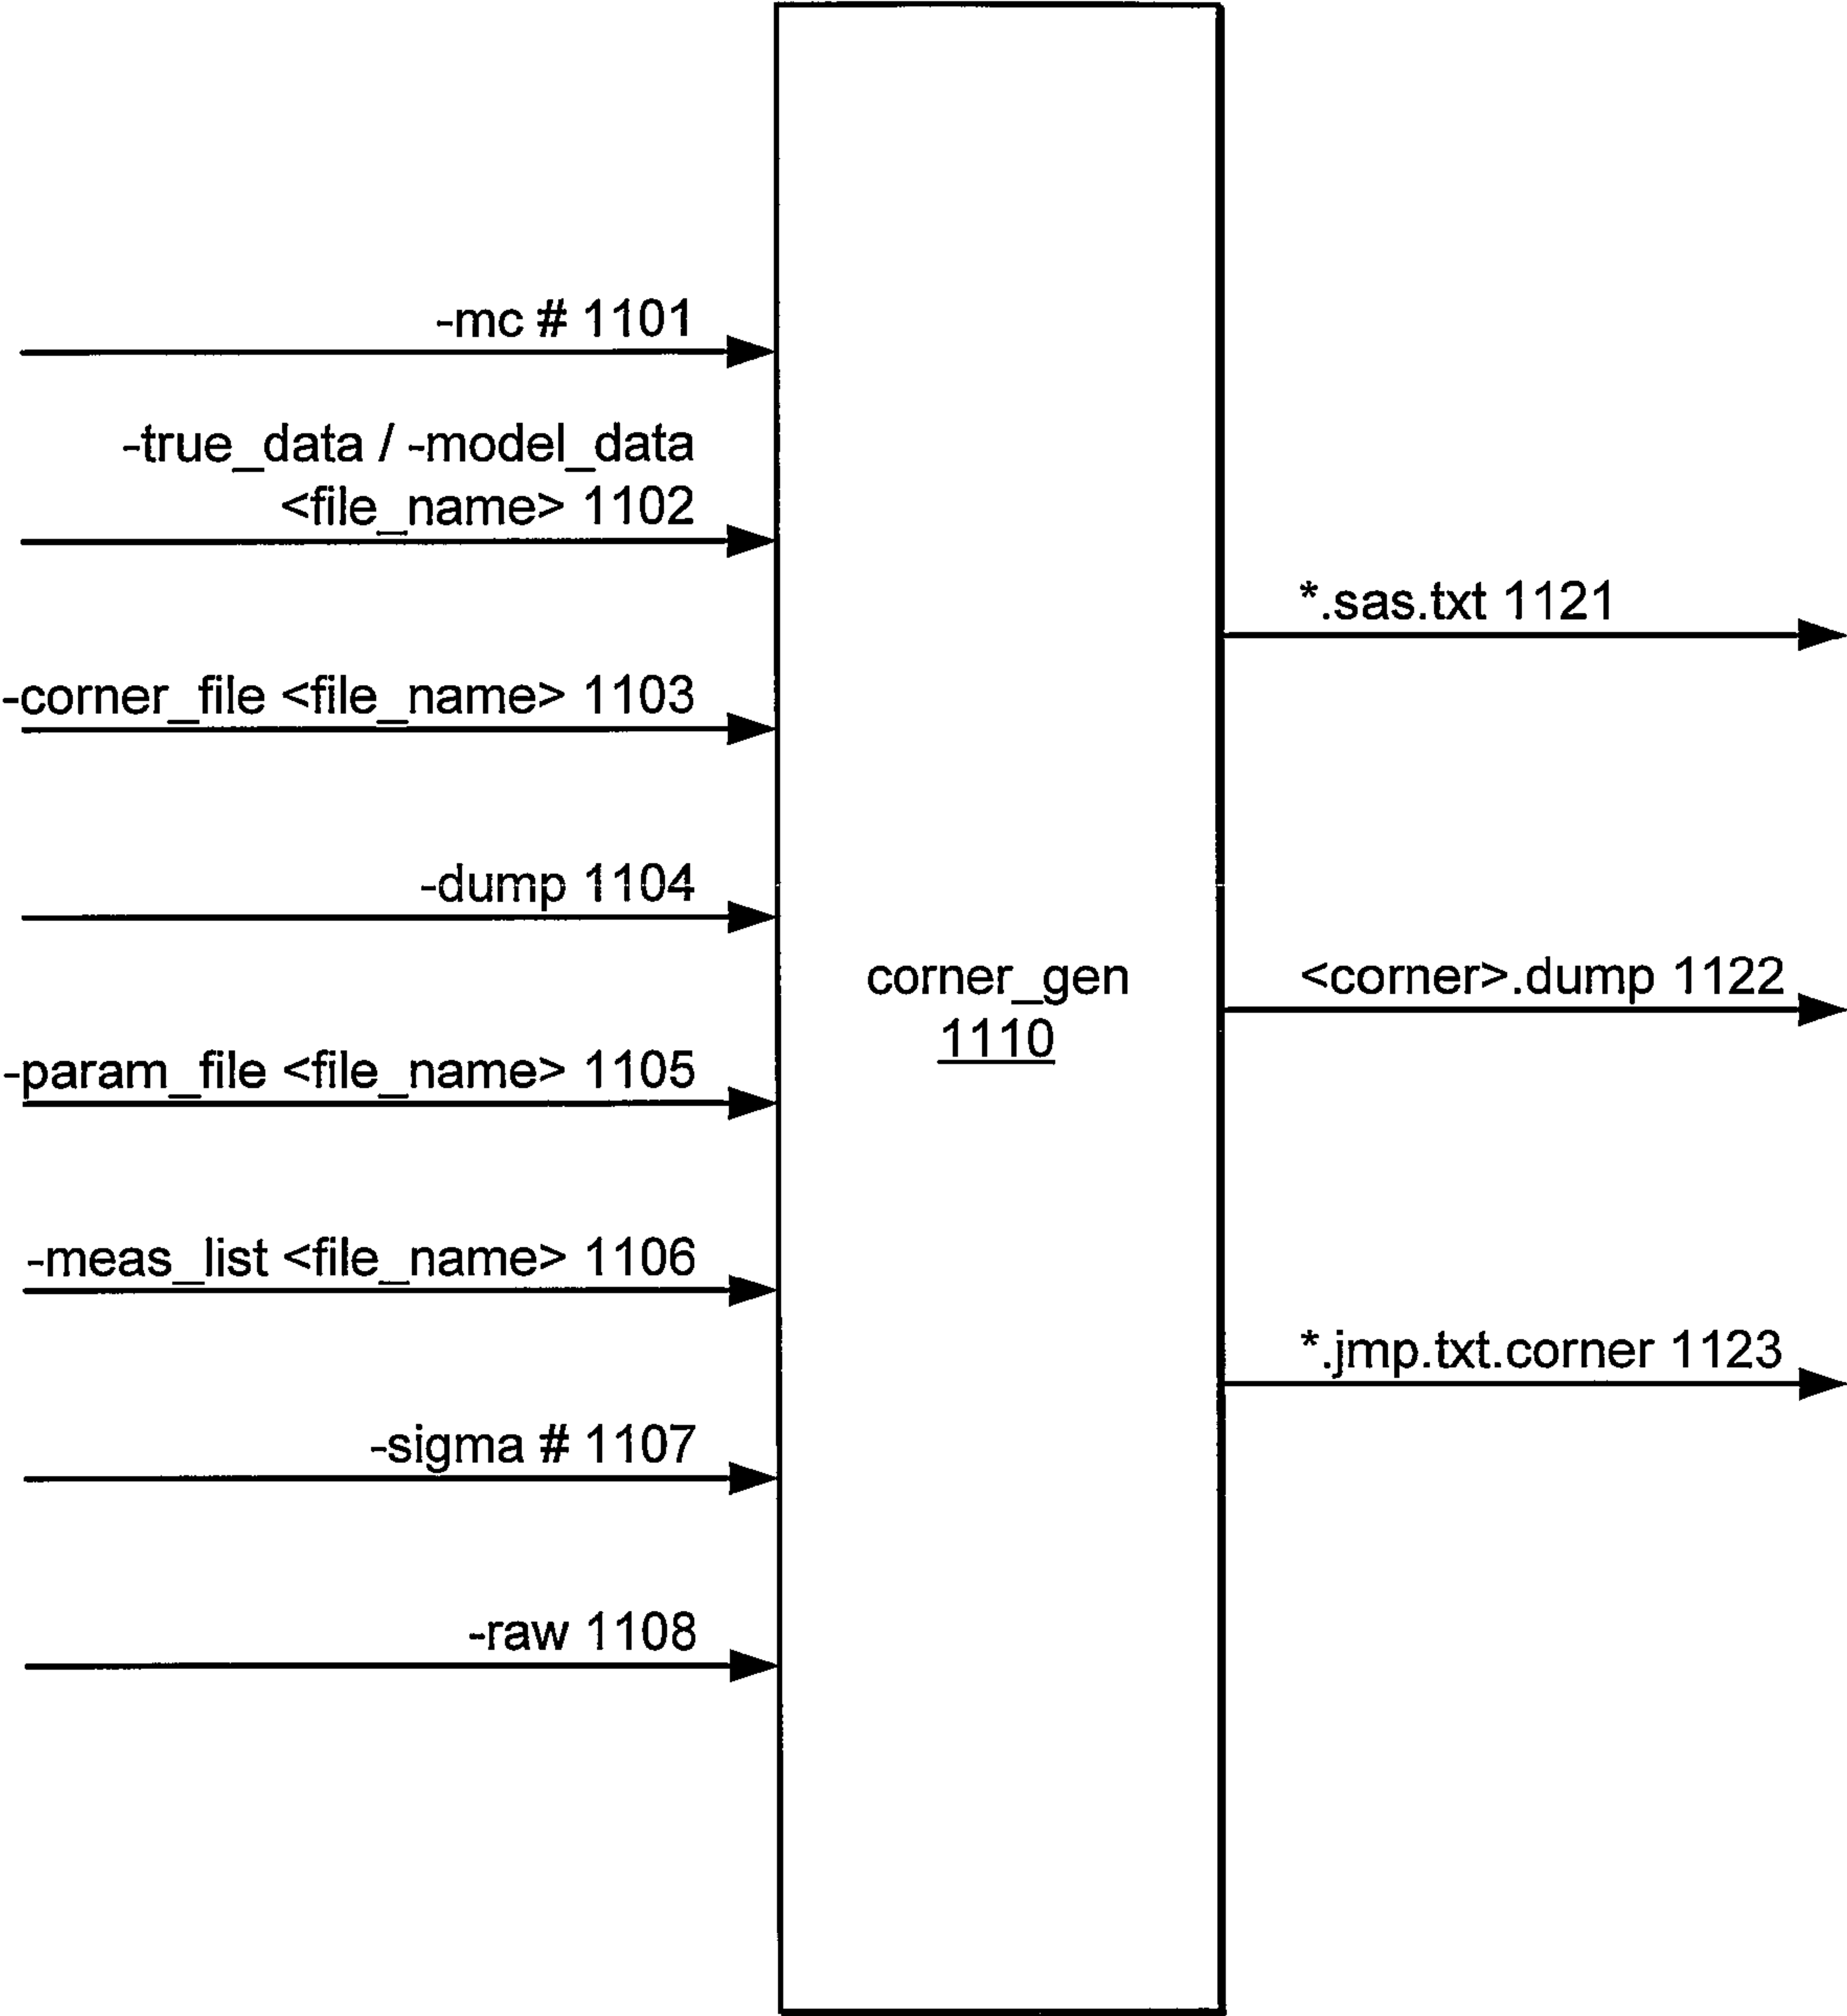 -mc # 1101
-true_data / -model_data
<file_name> 1102
-corner_file <file_name> 1103
-dump 1104
-param_file <file_name> 1105
-meas_list <file_name> 1106
-sigma # 1107
-raw 1108
corner_gen
1110
*.sas.txt 1121
<corner>.dump 1122
*.jmp.txt.corner 1123